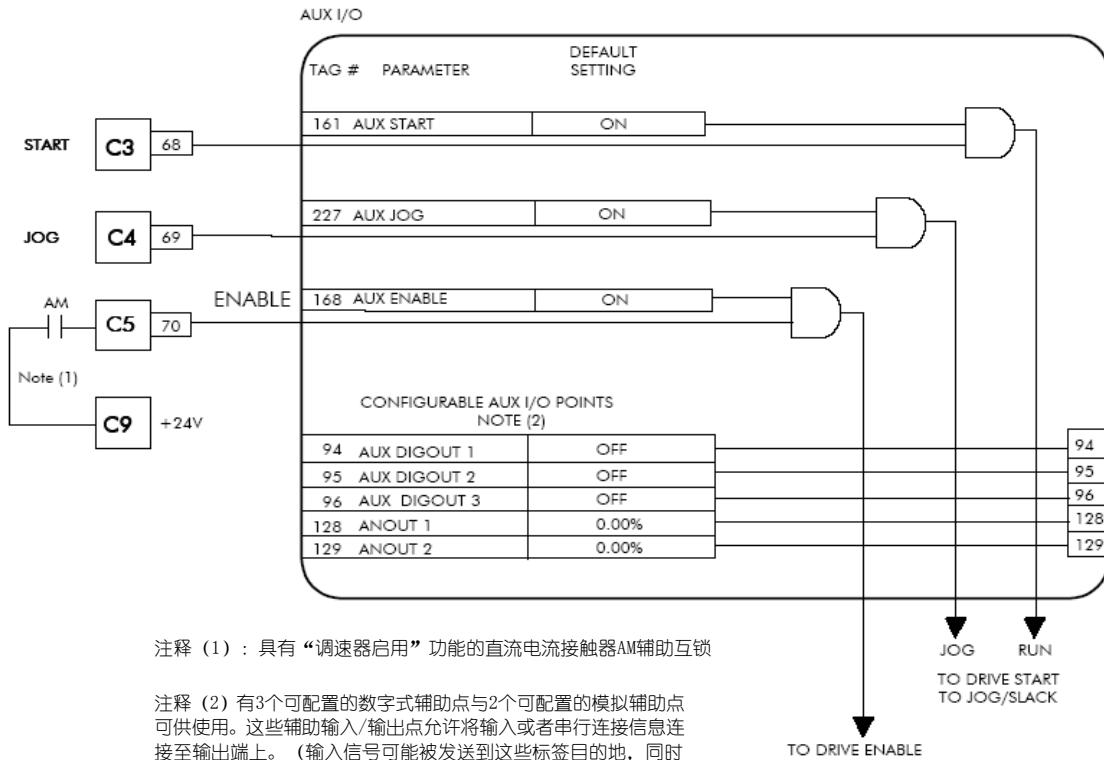 AUX I/O
TAG # PARAMETER DEFAULT SETTING
161 AUX START ON
START C3 68
227 AUX JOG ON
JOG C4 69
AM
ENABLE 168 AUX ENABLE ON
C5 70
Note (1)
C9 +24V
CONFIGURABLE AUX I/O POINTS
NOTE (2)
94 AUX DIGOUT 1 OFF 94
95 AUX DIGOUT 2 OFF 95
96 AUX DIGOUT 3 OFF 96
128 ANOUT 1 0.00% 128
129 ANOUT 2 0.00% 129
JOG RUN
TO DRIVE START
TO JOG/SLACK
TO DRIVE ENABLE
注释（1）：具有“调速器启用”功能的直流电流接触器AM辅助互锁
注释（2）有3个可配置的数字式辅助点与2个可配置的模拟辅助点
可供使用。这些辅助输入/输出点允许将输入或者串行连接信息连
接至输出端上。（输入信号可能被发送到这些标签目的地，同时